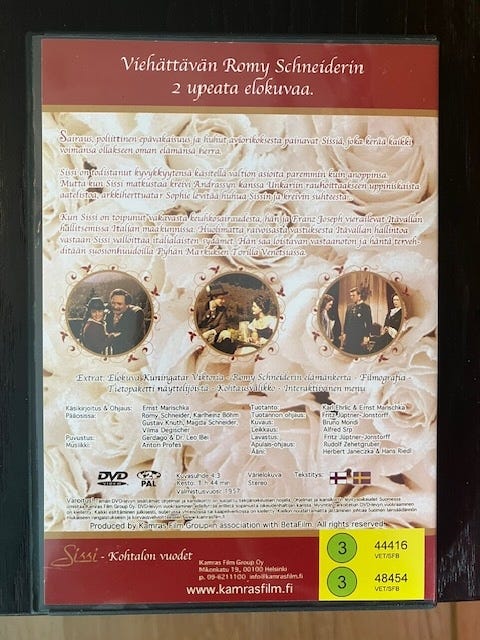 Viehättävän Romy Schneiderin
2 upeata elokuvaa.
Sairaus, poliittinen epävakaisuus ja huhut aviorikoksesta painavat Sissiä, joka kerää kaikki
voimansa ollakseen oman elämänsä herra.
Sissi on todistanut kyvykkyytensä käsitellä valtion asioita paremmin kuin anoppinsa.
Mutta kun Sissi matkustaa kreivi Andrassyn kanssa Unkariin rauhoittaakseen uppiniskaista
aatelistoa, arkkiherttuatar Sophie levittää huhua Sissin ja kreivin suhteesta.
Kun Sissi on toipunut vakavasta keuhkosairaudesta, hän ja Franz-Joseph vierailevat Itävallan
hallitsemissa Italian maakunnissa. Huolimatta raivoisasta vastustuksesta Itävallan hallintoa
vastaan Sissi valloittaa italialaisten sydämet. Hän saa loistavan vastaanoton ja häntä terveh-
ditään suosionhuudoilla Pyhän Markuksen Torilla Venetsiassa.
Extrat: Elokuva Kuningatar Viktoria - Romy Schneiderin elämänkerta - Filmografia -
Tietopaketti näyttelijöistä - Kohtausvalikko - Interaktiivinen menu
Käsikirjoitus & Ohjaus: Ernst Marischka
Pääosissa: Romy Schneider, Karlheinz Böhm
Gustav Knuth, Magda Schneider,
Vilma Degischer
Puvustus: Gerdago & Dr. Leo Bei
Musiikki: Anton Profes
Tuotanto: Karl Ehrlic & Ernst Marischka
Tuotannon ohjaus: Fritz Jüptner-Jonstorff
Kuvaus: Bruno Mondi
Leikkaus: Alfred Srp
Lavastus: Fritz Jüptner-Jonstorff
Apulais-ohjaus: Rudolf Zehetgruber
Ääni: Herbert Janeczka & Hans Riedl
DVD VIDEO
2
PAL
Kuvasuhde 4:3
Kesto: 1 h 44 min
Valmistusvuosi: 1957
Värielokuva
Stereo
Tekstitys:
Produced by Kamras Film Group in association with BetaFilm. All rights reserved.
Sissi - Kohtalon vuodet
Kamras Film Group Oy
Mikonkatu 19, 00100 Helsinki
p. 09-6211100 info@kamrasfilm.fi
www.kamrasfilm.fi
3 44416
VET/SFB
3 48454
VET/SFB